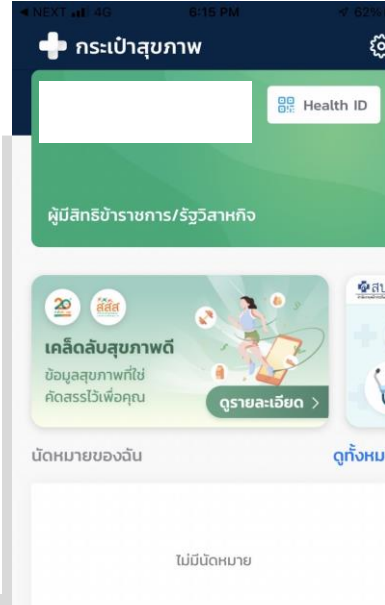 NEXT 4G 6:15 PM 62%
กระเป๋าสุขภาพ
Health ID
ผู้มีสิทธิข้าราชการ/รัฐวิสาหกิจ
20 สสส
เคล็ดลับสุขภาพดี
ข้อมูลสุขภาพที่ใช่
คัดสรรไว้เพื่อคุณ
ดูรายละเอียด >
นัดหมายของฉัน
ดูทั้งหม
ไม่มีนัดหมาย